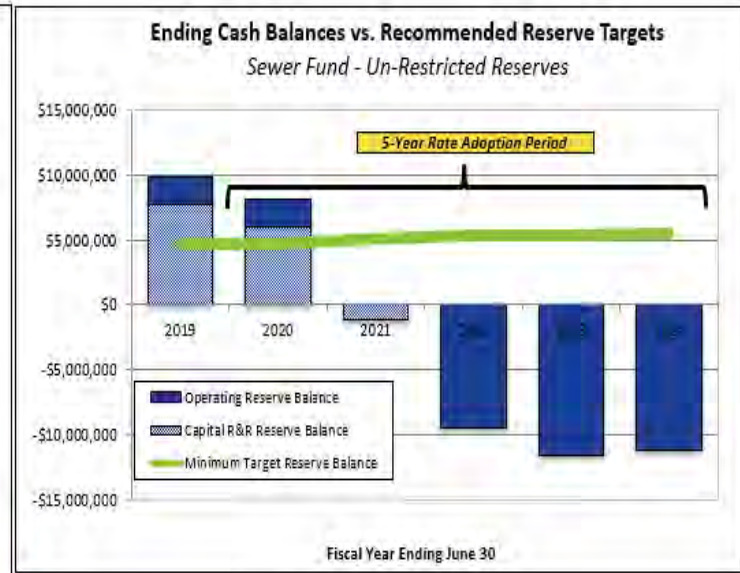 Ending Cash Balances vs. Recommended Reserve Targets
Sewer Fund - Un-Restricted Reserves
$15,000,000
5-Year Rate Adoption Period
$10,000,000
$5,000,000
$0
2019 2020 2021
-$5,000,000
Operating Reserve Balance
Capital R&R Reserve Balance
-$10,000,000
Minimum Target Reserve Balance
-$15,000,000
Fiscal Year Ending June 30